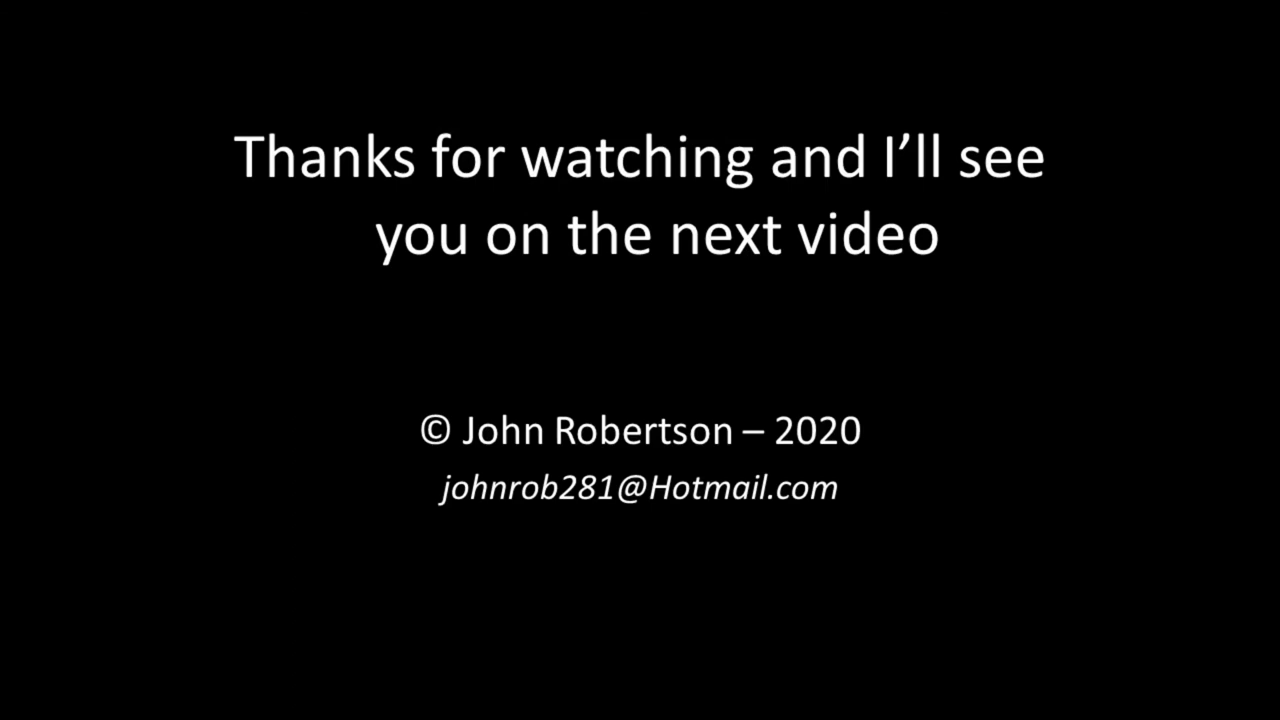 Thanks for watching and I’ll see
you on the next video
© John Robertson – 2020
johnrob281@Hotmail.com